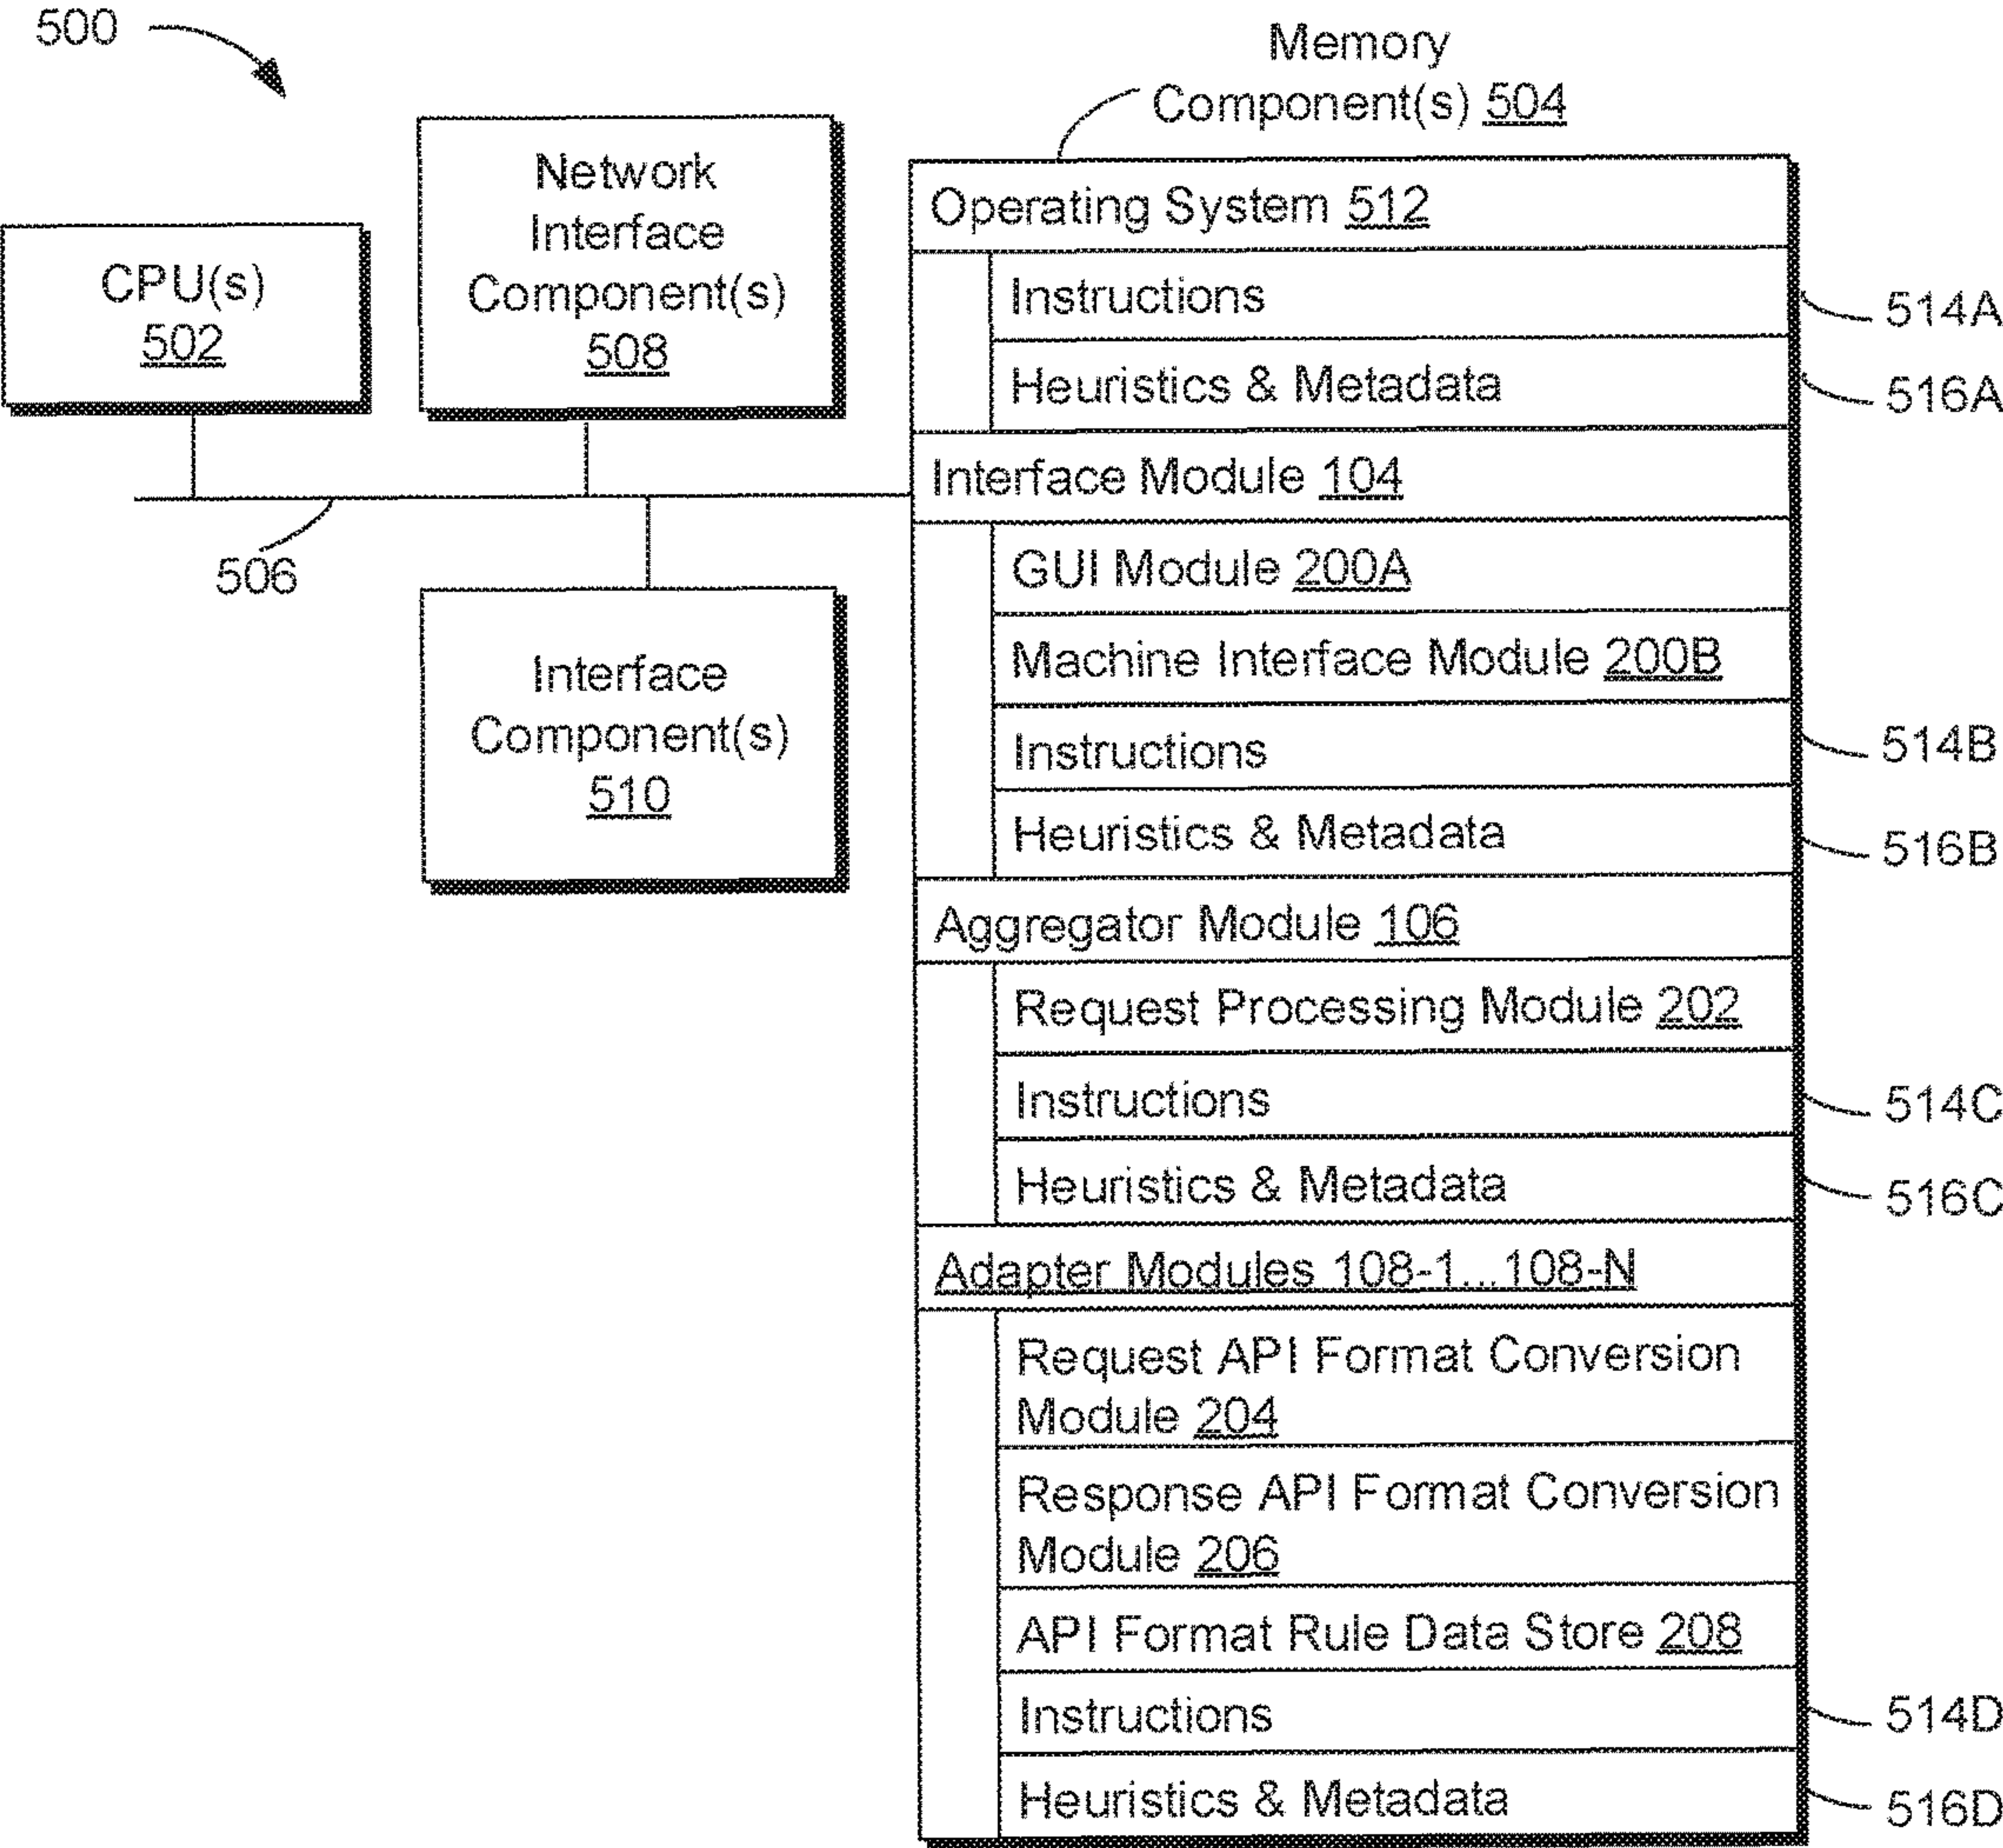 500
Memory
Component(s) 504
CPU(s)
502
Network
Interface
Component(s)
508
506
Interface
Component(s)
510
Operating System 512
Instructions
514A
Heuristics & Metadata
516A
Interface Module 104
GUI Module 200A
Machine Interface Module 200B
Instructions
514B
Heuristics & Metadata
516B
Aggregator Module 106
Request Processing Module 202
Instructions
514C
Heuristics & Metadata
516C
Adapter Modules 108-1...108-N
Request API Format Conversion
Module 204
Response API Format Conversion
Module 206
API Format Rule Data Store 208
Instructions
514D
Heuristics & Metadata
516D